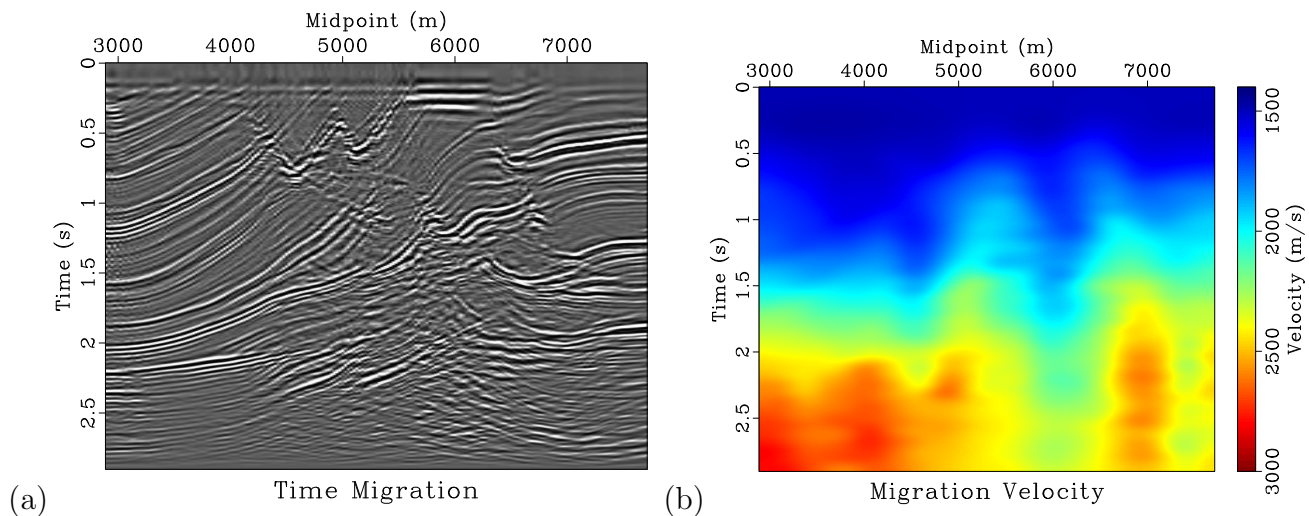 Midpoint (m)
3000 4000 5000 6000 7000
0
0.5
1
1.5
2
2.5
Time (s)
Time Migration
(a)
Midpoint (m)
3000 4000 5000 6000 7000
0
0.5
1
1.5
2
2.5
Time (s)
Migration Velocity
(b)
1500
2000
2500
3000
Velocity (m/s)